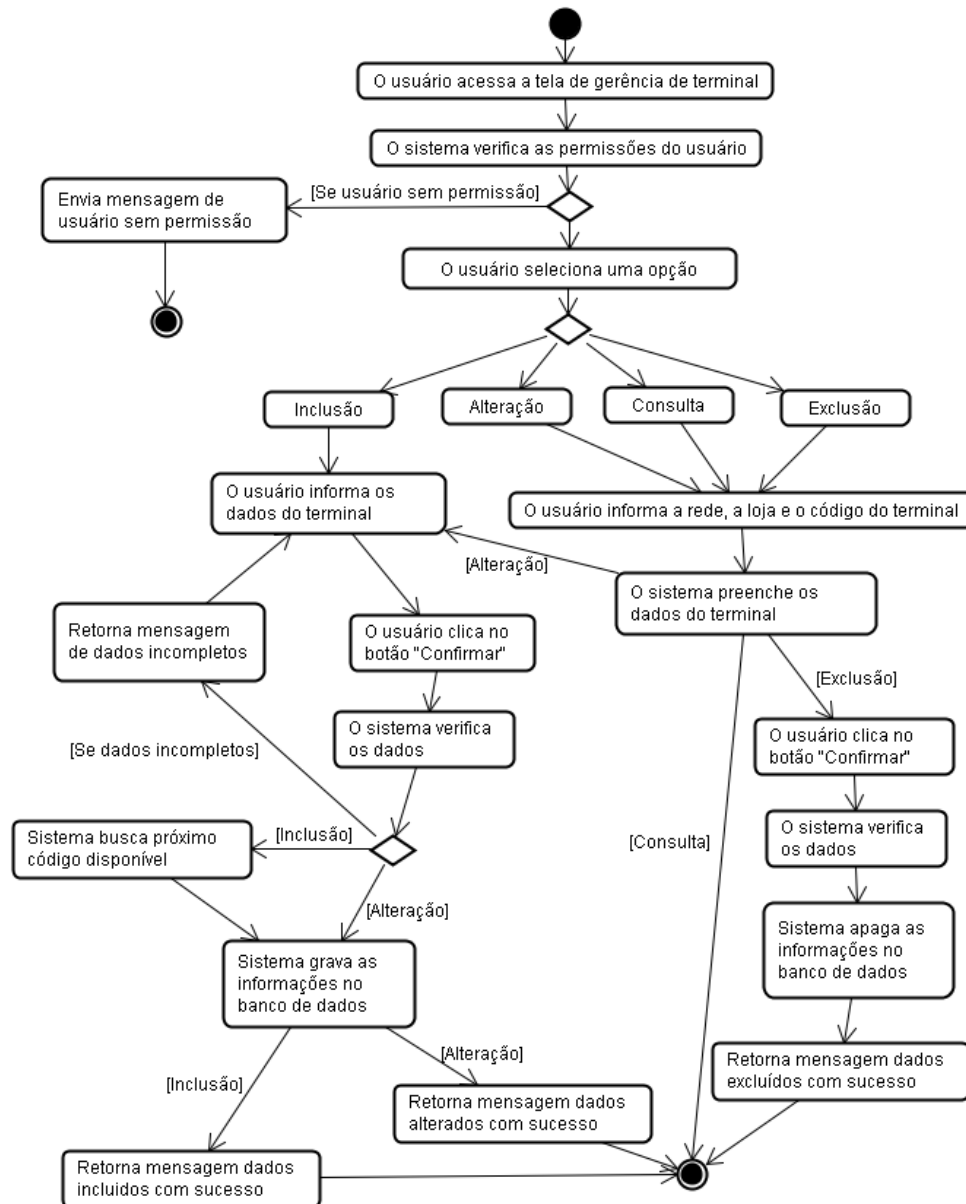 O usuário acessa a tela de gerência de terminal
O sistema verifica as permissões do usuário
[Se usuário sem permissão]
Envia mensagem de
usuário sem permissão
O usuário seleciona uma opção
Inclusão
Alteração
Consulta
Exclusão
O usuário informa os
dados do terminal
O usuário informa a rede, a loja e o código do terminal
[Alteração]
O sistema preenche os
dados do terminal
Retorna mensagem
de dados incompletos
O usuário clica no
botão "Confirmar"
[Exclusão]
O sistema verifica
os dados
[Se dados incompletos]
O usuário clica no
botão "Confirmar"
Sistema busca próximo
código disponível
[Inclusão]
[Consulta]
O sistema verifica
os dados
[Alteração]
Sistema grava as
informações no
banco de dados
Sistema apaga as
informações no
banco de dados
[Inclusão]
[Alteração]
Retorna mensagem dados
excluídos com sucesso
Retorna mensagem dados
alterados com sucesso
Retorna mensagem dados
incluidos com sucesso